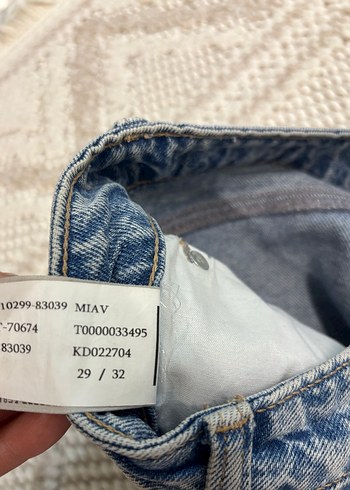 10299-83039 MIAV
-70674 T0000033495
83039 KD022704
29 / 32